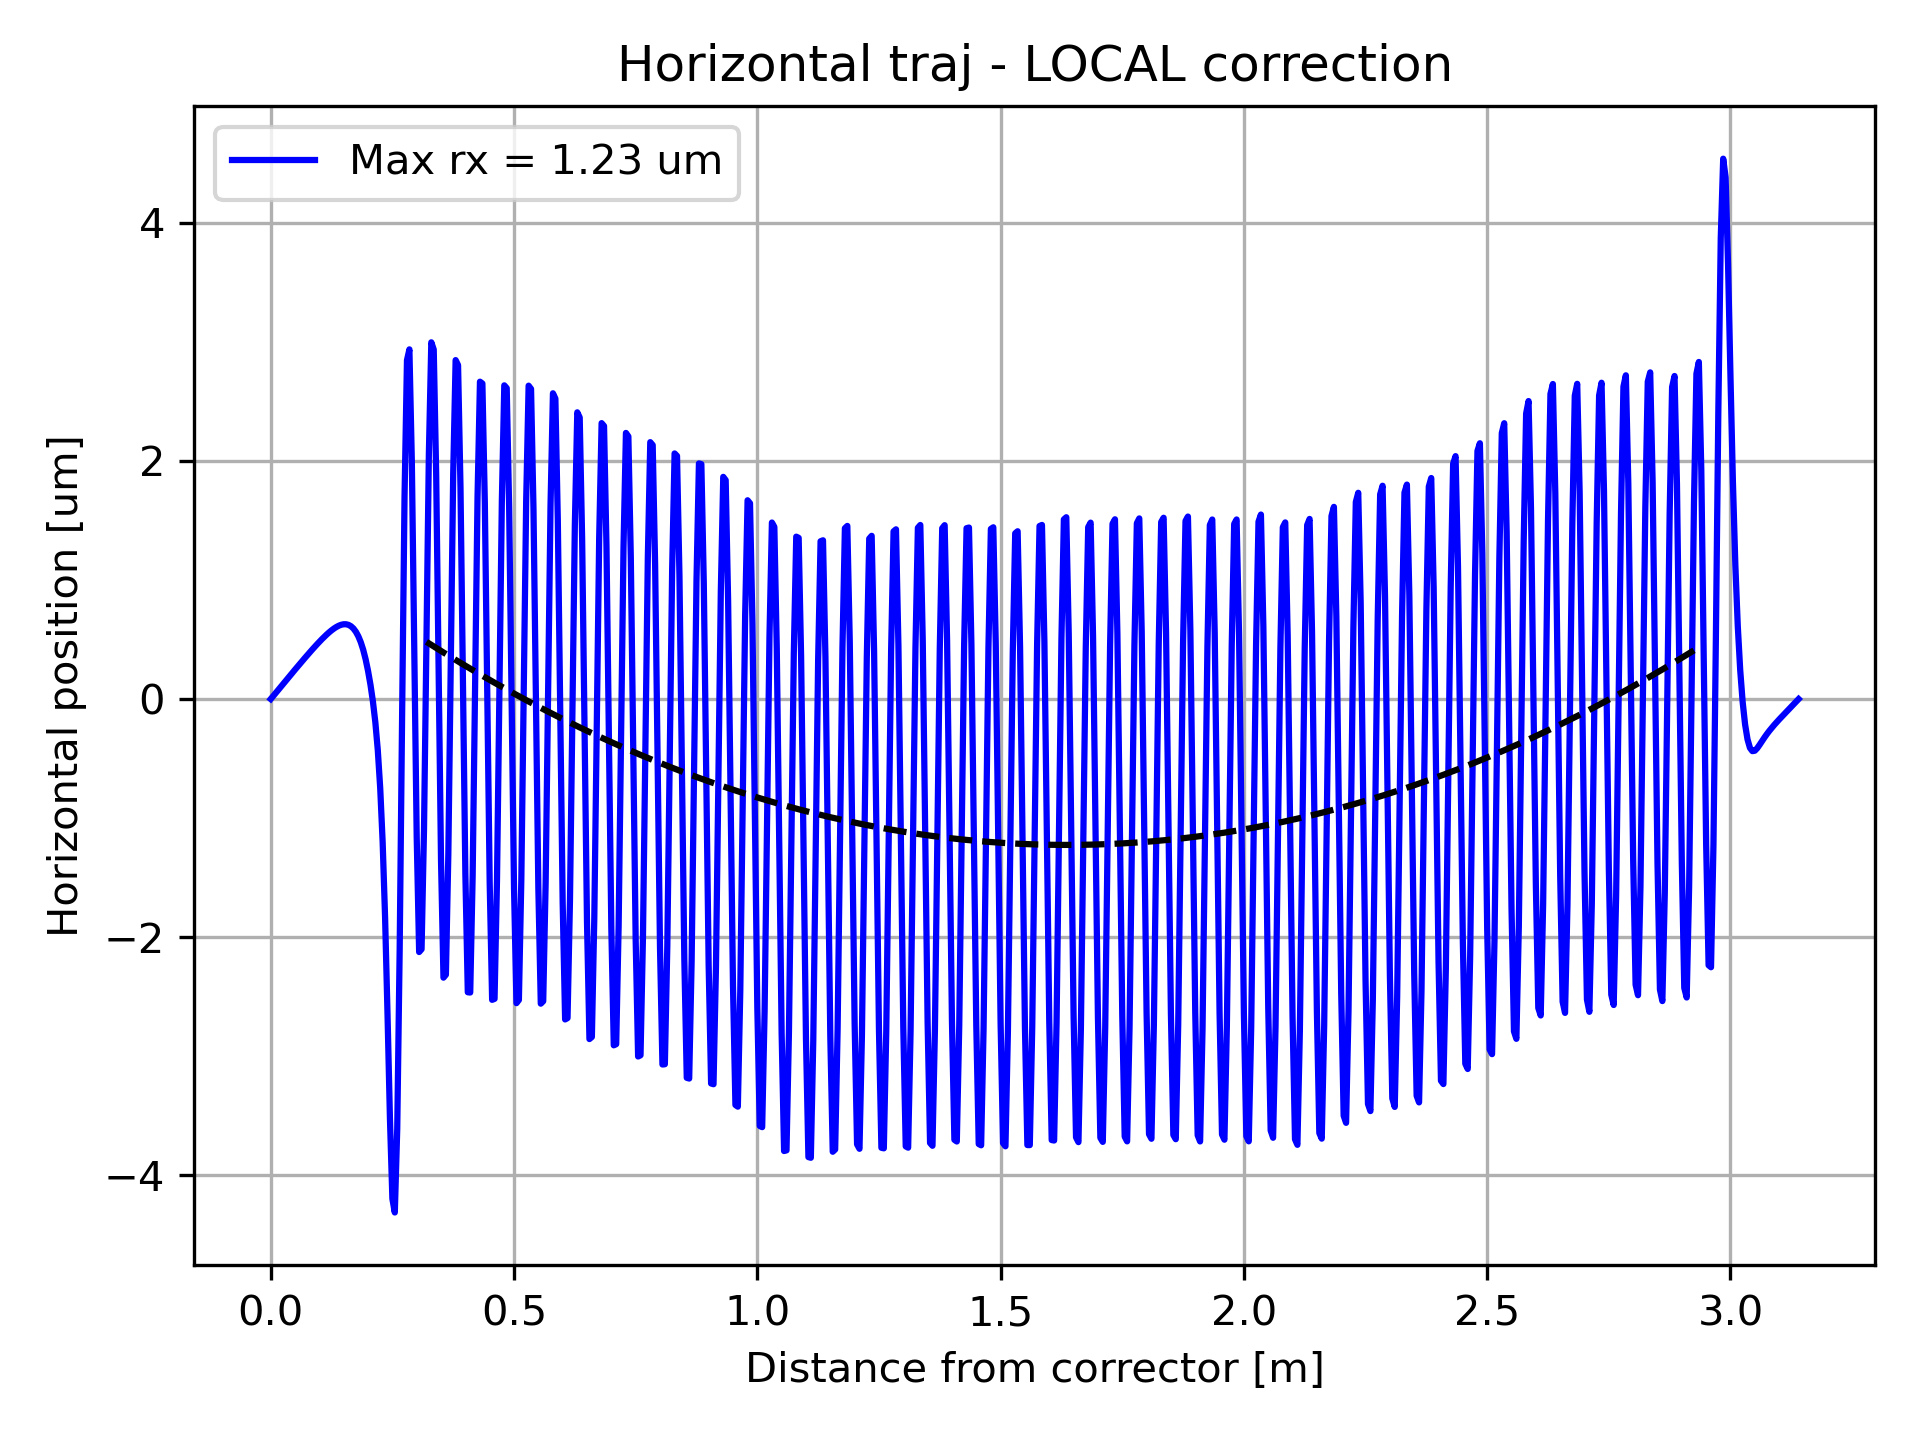 Horizontal traj - LOCAL correction
Max rx = 1.23 um
Horizontal position [um]
4
2
0
−2
−4
0.0 0.5 1.0 1.5 2.0 2.5 3.0
Distance from corrector [m]